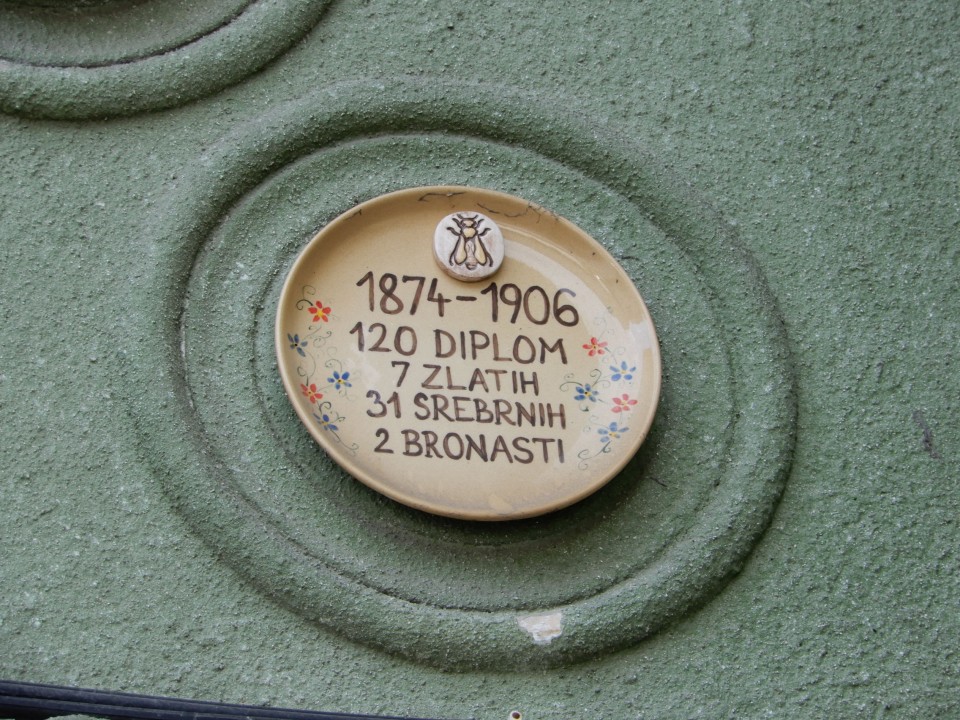 1874-1906
120 DIPLOM
7 ZLATIH
31 SREBRNIH
2 BRONASTI